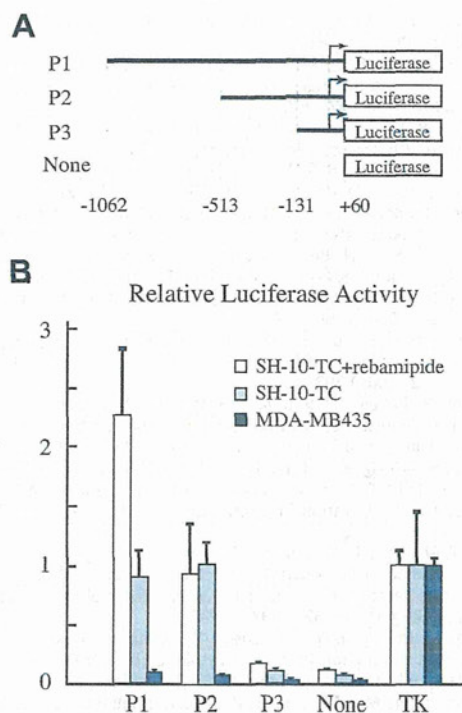 A
P1 Luciferase
P2 Luciferase
P3 Luciferase
None Luciferase
-1062 -513 -131 +60
B
Relative Luciferase Activity
3
2
1
0
SH-10-TC+rebamipide
SH-10-TC
MDA-MB435
P1 P2 P3 None TK